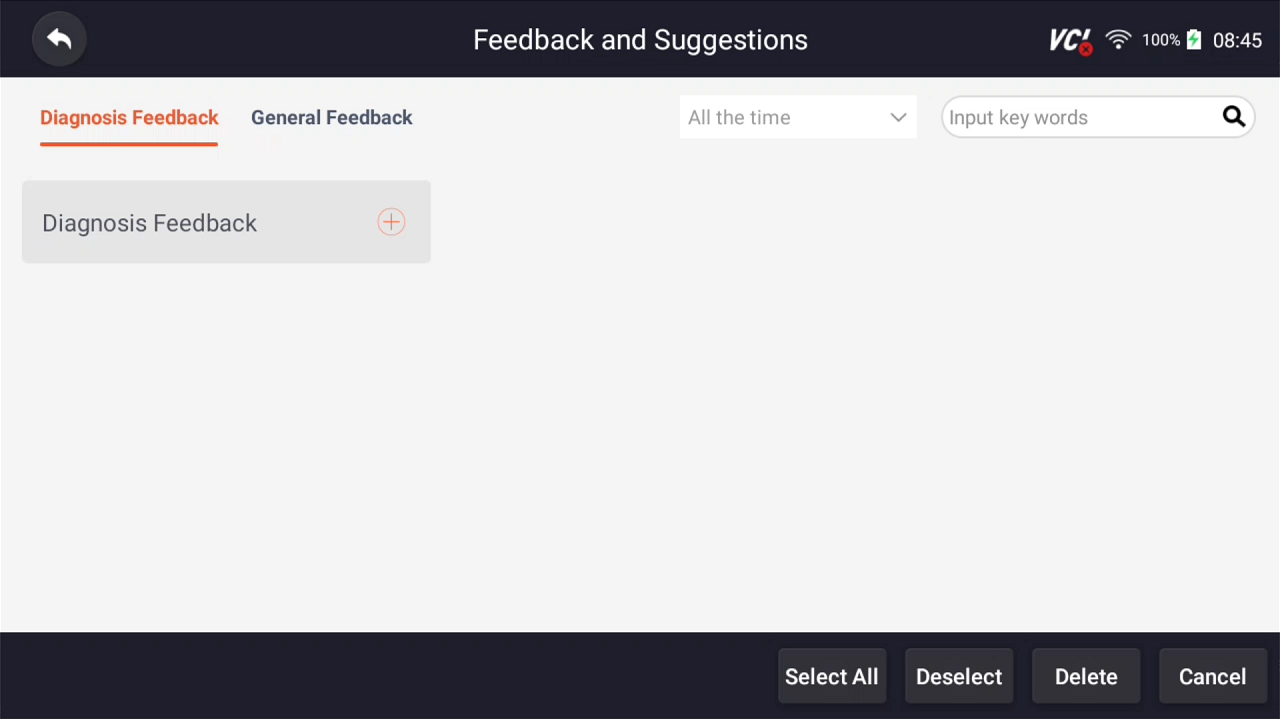 Feedback and Suggestions
VCI 100% 08:45
Diagnosis Feedback General Feedback All the time Input key words
Diagnosis Feedback
Select All Deselect Delete Cancel